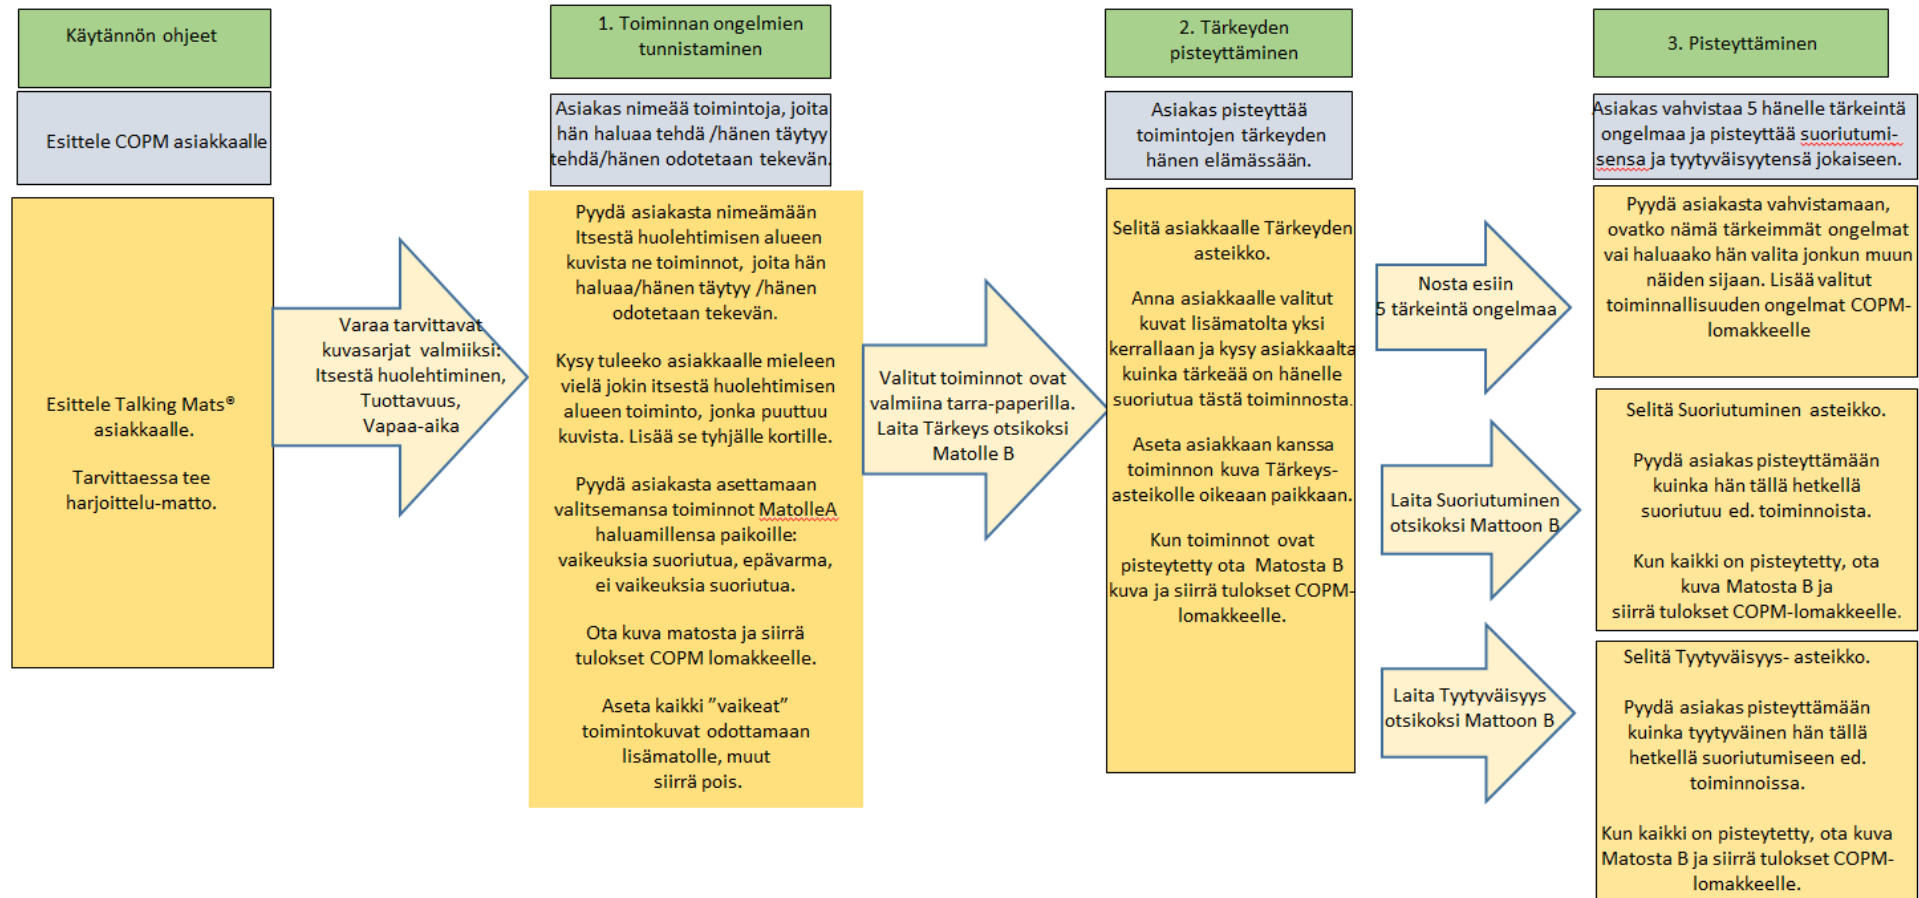 Käytännön ohjeet
Esittele COPM asiakkaalle
Esittele Talking Mats®
asiakkaalle.
Tarvittaessa tee
harjoittelu-matto.
Varaa tarvittavat
kuvasarjat valmiiksi:
Itsestä huolehtiminen,
Tuottavuus,
Vapaa-aika
1. Toiminnan ongelmien
tunnistaminen
Asiakas nimeää toimintoja, joita
hän haluaa tehdä /hänen täytyy
tehdä/hänen odotetaan tekevän.
Pyydä asiakasta nimeämään
Itsestä huolehtimisen alueen
kuvista ne toiminnot, joita hän
haluaa/hänen täytyy /hänen
odotetaan tekevän.
Kysy tuleeko asiakkaalle mieleen
vielä jokin itsestä huolehtimisen
alueen toiminto, jonka puuttuu
kuvista. Lisää se tyhjälle kortille.
Pyydä asiakasta asettamaan
valitsemansa toiminnot MatolleA
haluamillensa paikoille:
vaikeuksia suoriutua, epävarma,
ei vaikeuksia suoriutua.
Ota kuva matosta ja siirrä
tulokset COPM lomakkeelle.
Aseta kaikki ”vaikeat”
toimintokuvat odottamaan
lisämatolle, muut
siirrä pois.
Valitut toiminnot ovat
valmiina tarra-paperilla.
Laita Tärkeys otsikoksi
Matolle B
2. Tärkeyden
pisteyttäminen
Asiakas pisteyttää
toimintojen tärkeyden
hänen elämässään.
Selitä asiakkaalle Tärkeyden
asteikko.
Anna asiakkaalle valitut
kuvat lisämatolta yksi
kerrallaan ja kysy asiakkaalta
kuinka tärkeää on hänelle
suoriutua tästä toiminnosta.
Aseta asiakkaan kanssa
toiminnon kuva Tärkeys-
asteikolle oikeaan paikkaan.
Kun toiminnot ovat
pisteytetty ota Matosta B
kuva ja siirrä tulokset COPM-
lomakkeelle.
Nosta esiin
5 tärkeintä ongelmaa
Laita Suoriutuminen
otsikoksi Mattoon B
Laita Tyytyväisyys
otsikoksi Mattoon B
3. Pisteyttäminen
Asiakas vahvistaa 5 hänelle tärkeintä
ongelmaa ja pisteyttää suoriutumi-
sensa ja tyytyväisyytensä jokaiseen.
Pyydä asiakasta vahvistamaan,
ovatko nämä tärkeimmät ongelmat
vai haluaako hän valita jonkun muun
näiden sijaan. Lisää valitut
toiminnallisuuden ongelmat COPM-
lomakkeelle
Selitä Suoriutuminen asteikko.
Pyydä asiakas pisteyttämään
kuinka hän tällä hetkellä
suoriutuu ed. toiminnoista.
Kun kaikki on pisteytetty, ota
kuva Matosta B ja
siirrä tulokset COPM-lomakkeelle.
Selitä Tyytyväisyys- asteikko.
Pyydä asiakas pisteyttämään
kuinka tyytyväinen hän tällä
hetkellä suoriutumiseen ed.
toiminnoissa.
Kun kaikki on pisteytetty, ota kuva
Matosta B ja siirrä tulokset COPM-
lomakkeelle.